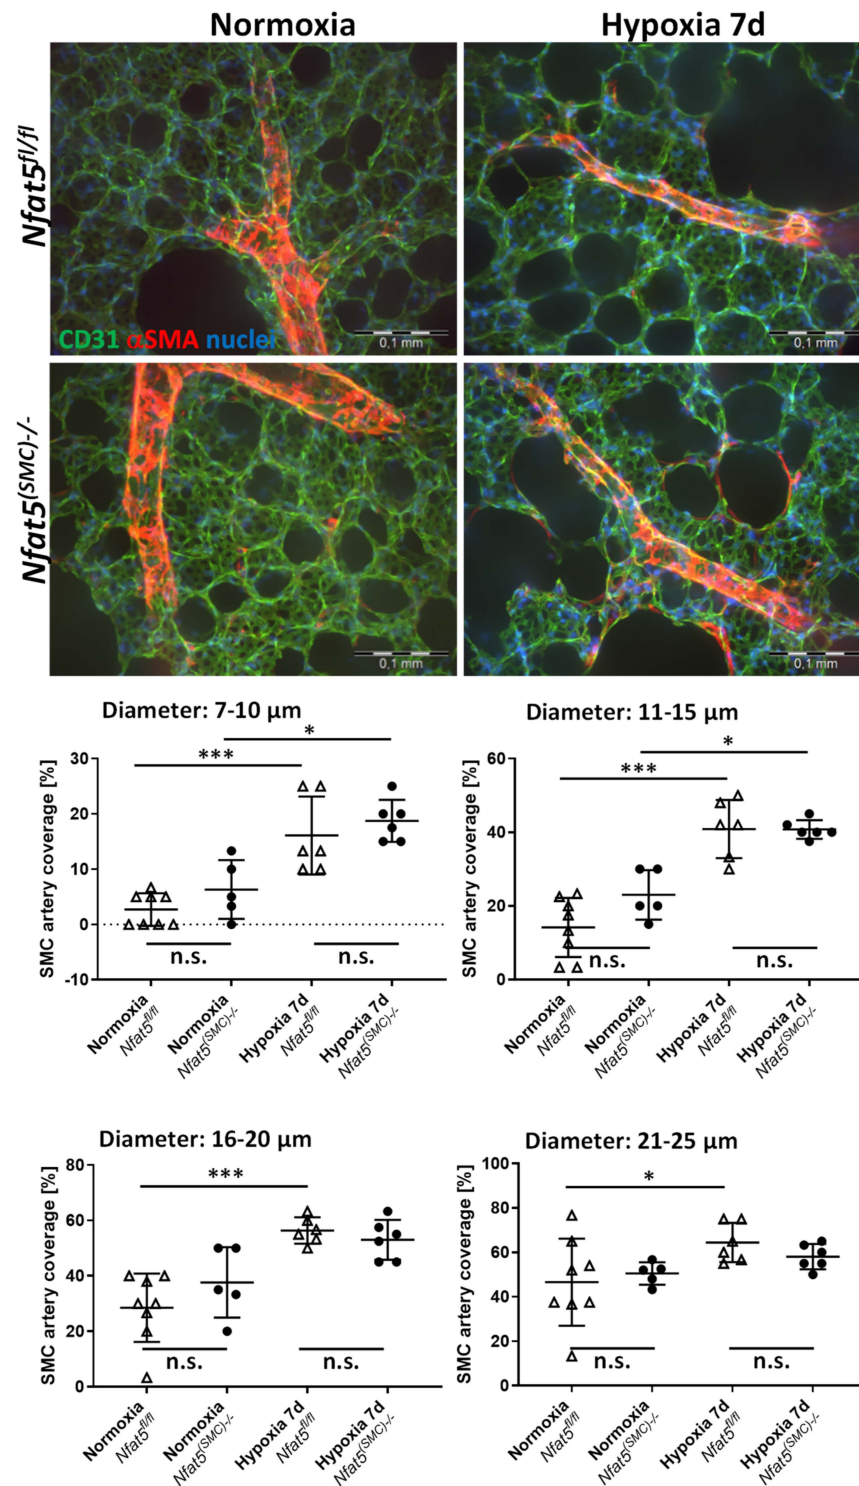 Normoxia Hypoxia 7d
Nfat5fl/fl
CD31 αSMA nuclei
0.1 mm
0.1 mm
Nfat5(SMC)-/-
0.1 mm
0.1 mm
Diameter: 7-10 µm
SMC artery coverage [%]
30
20
10
0
-10
***
*
n.s.
n.s.
Normoxia
Nfat5fl/fl
Normoxia
Nfat5(SMC)-/-
Hypoxia 7d
Nfat5fl/fl
Hypoxia 7d
Nfat5(SMC)-/-
Diameter: 11-15 µm
SMC artery coverage [%]
60
40
20
0
***
*
n.s.
n.s.
Normoxia
Nfat5fl/fl
Normoxia
Nfat5(SMC)-/-
Hypoxia 7d
Nfat5fl/fl
Hypoxia 7d
Nfat5(SMC)-/-
Diameter: 16-20 µm
SMC artery coverage [%]
80
60
40
20
0
***
n.s.
n.s.
Normoxia
Nfat5fl/fl
Normoxia
Nfat5(SMC)-/-
Hypoxia 7d
Nfat5fl/fl
Hypoxia 7d
Nfat5(SMC)-/-
Diameter: 21-25 µm
SMC artery coverage [%]
100
80
60
40
20
0
*
n.s.
n.s.
Normoxia
Nfat5fl/fl
Normoxia
Nfat5(SMC)-/-
Hypoxia 7d
Nfat5fl/fl
Hypoxia 7d
Nfat5(SMC)-/-